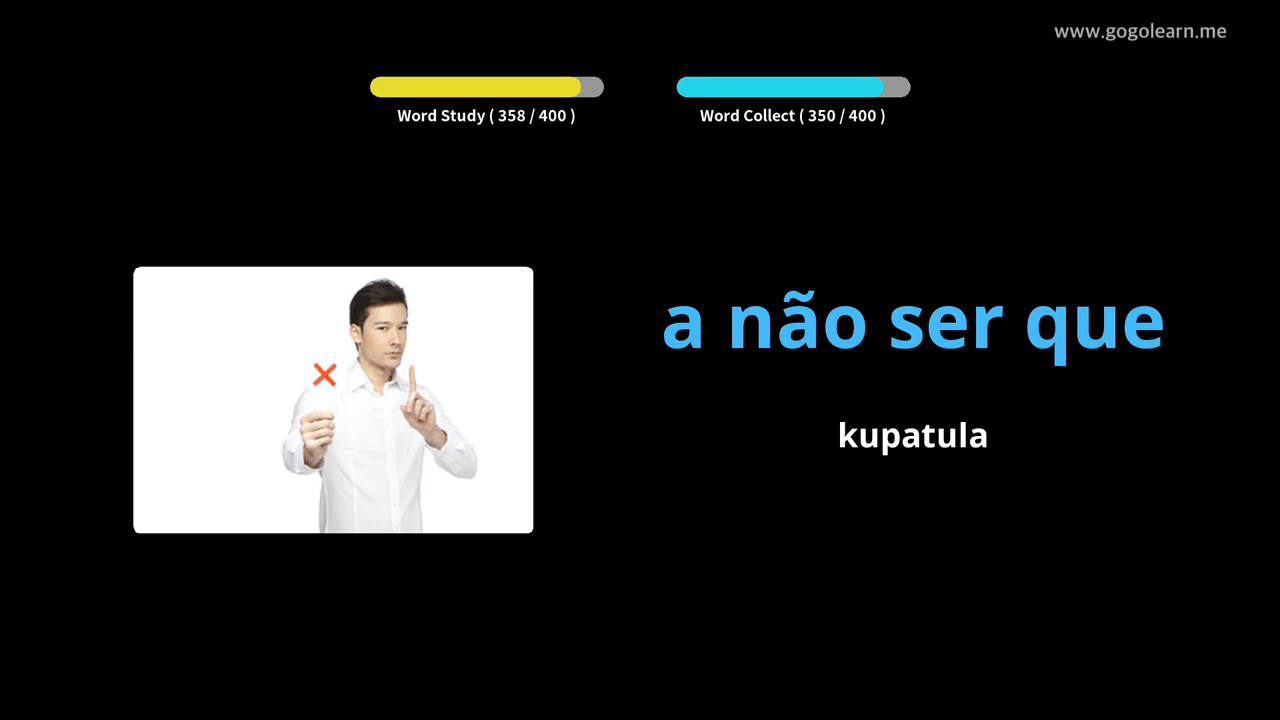 www.gogolearn.me
Word Study ( 358 / 400 )
Word Collect ( 350 / 400 )
a não ser que
kupatula